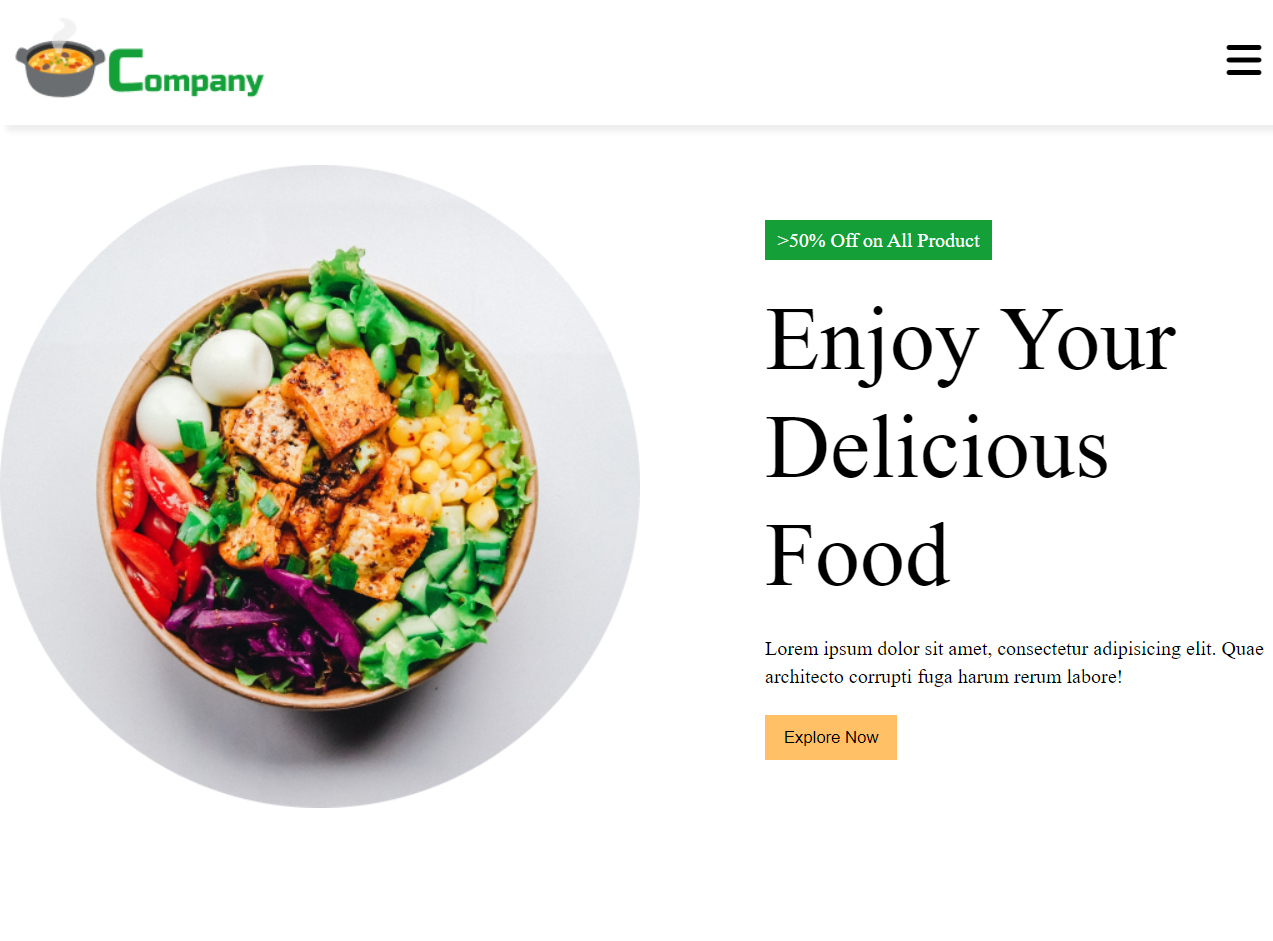 Company
>50% Off on All Product
Enjoy Your
Delicious
Food
Lorem ipsum dolor sit amet, consectetur adipisicing elit. Quae
architecto corrupti fuga harum rerum labore!
Explore Now